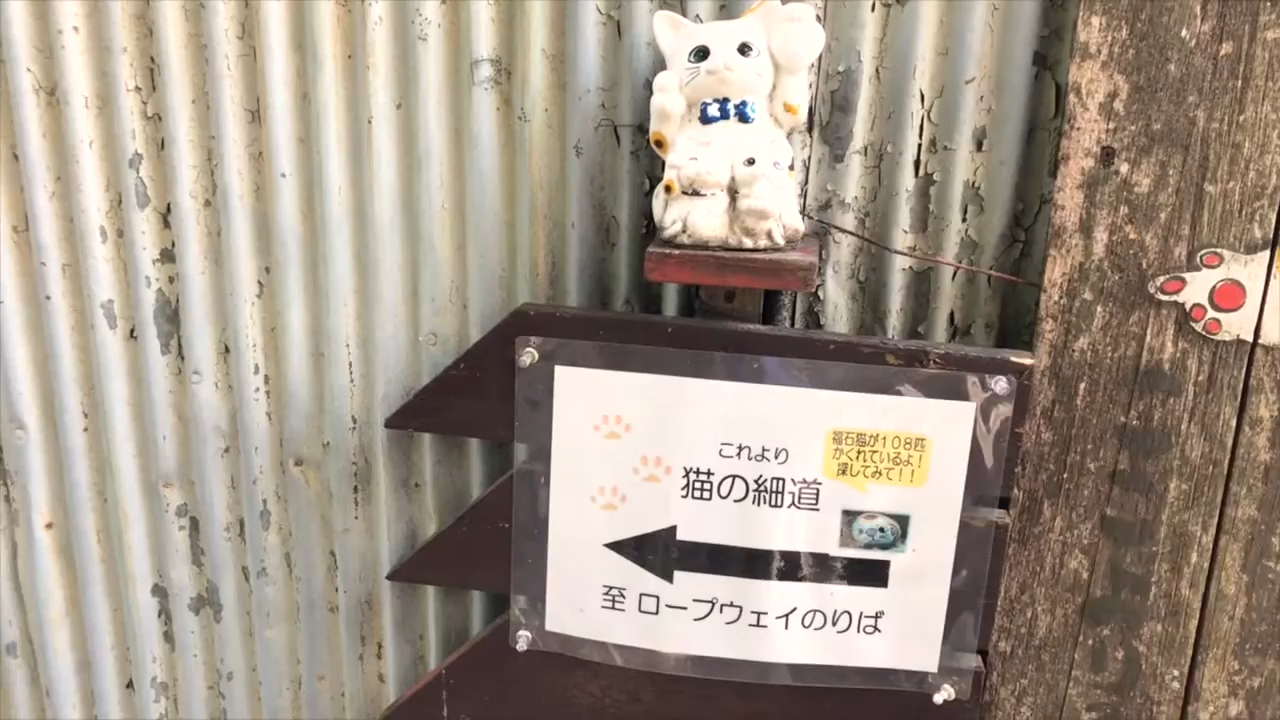 これより
猫の細道
福石猫が108匹
かくれているよ!
探してみて!!
至 ロープウェイのりば